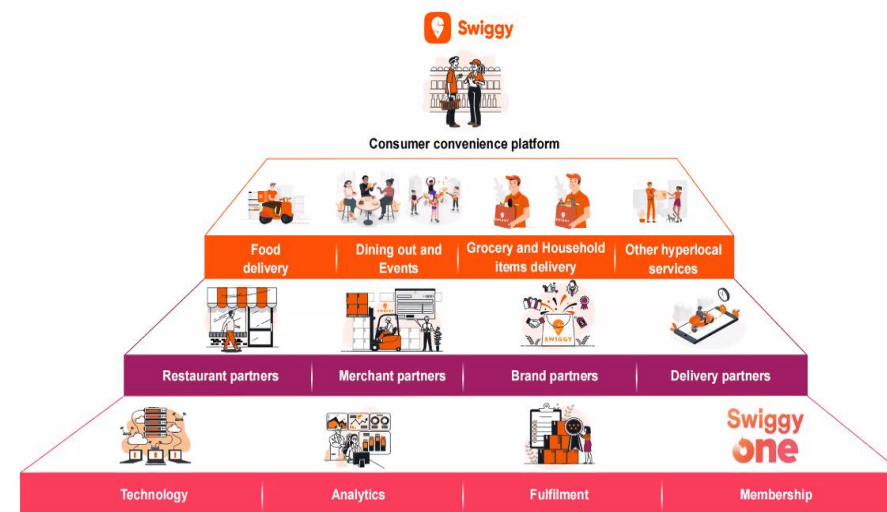 Swiggy
Consumer convenience platform
Food
delivery
Dining out and
Events
Grocery and Household
items delivery
Other hyperlocal
services
SWIGGY
Restaurant partners
Merchant partners
Brand partners
Delivery partners
Swiggy
one
Technology
Analytics
Fulfilment
Membership